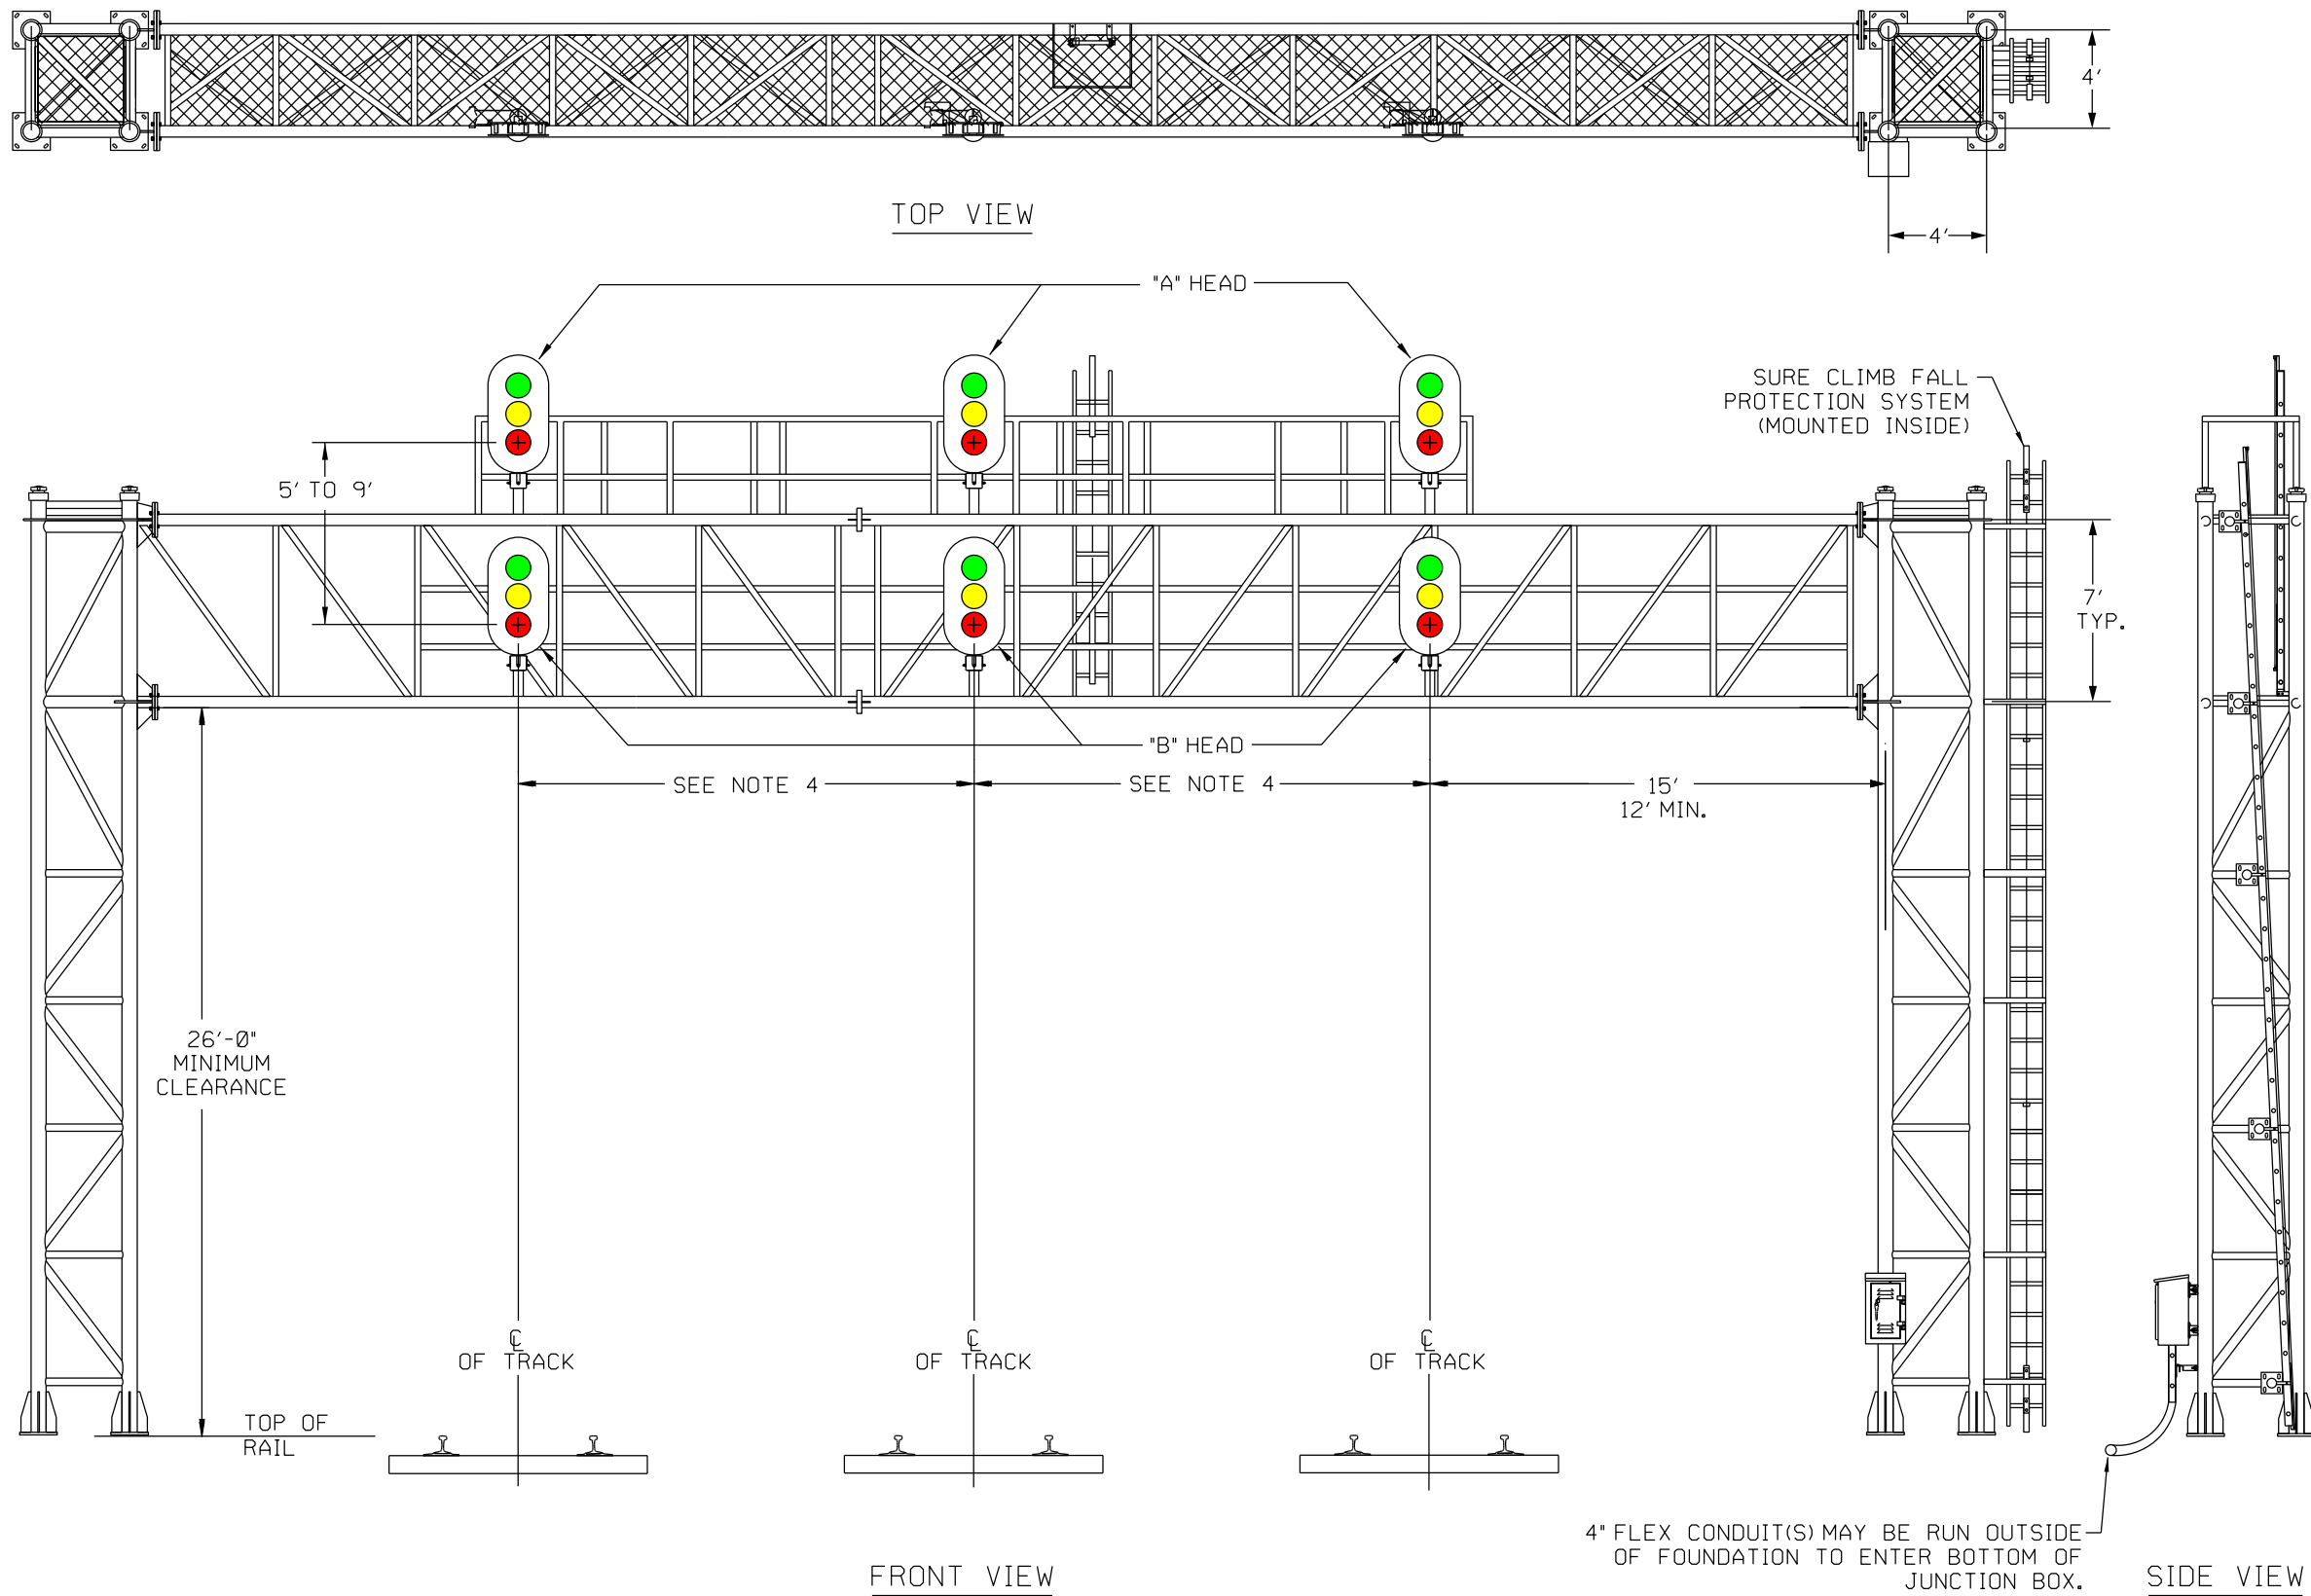 4'
TOP VIEW
4'
"A" HEAD
SURE CLIMB FALL
PROTECTION SYSTEM
(MOUNTED INSIDE)
5' TO 9'
7'
TYP.
"B" HEAD
SEE NOTE 4
SEE NOTE 4
15'
12' MIN.
26'-0"
MINIMUM
CLEARANCE
℄
OF TRACK
℄
OF TRACK
℄
OF TRACK
TOP OF
RAIL
4" FLEX CONDUIT(S) MAY BE RUN OUTSIDE
OF FOUNDATION TO ENTER BOTTOM OF
JUNCTION BOX.
FRONT VIEW
SIDE VIEW